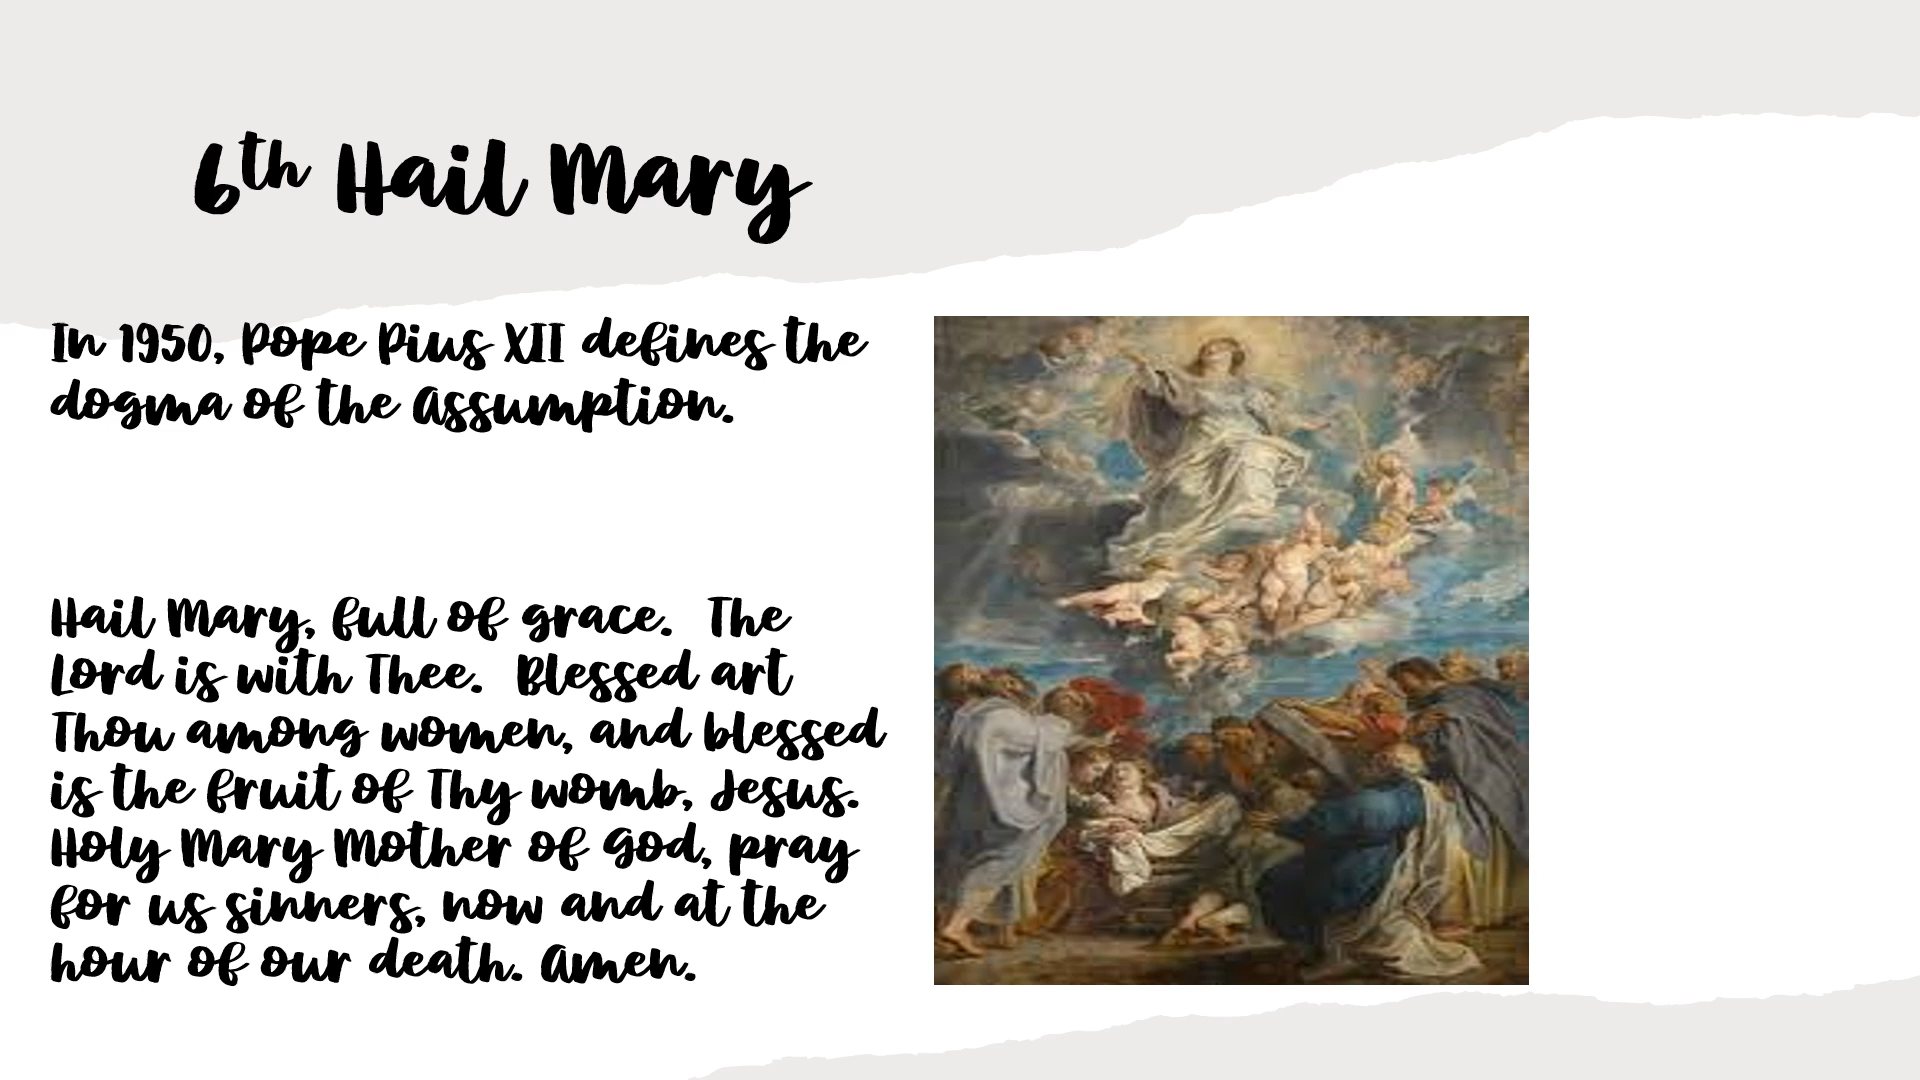 6th Hail Mary
In 1950, Pope Pius XII defines the
dogma of the Assumption.
Hail Mary, full of grace.  The
Lord is with Thee.  Blessed art
Thou among women, and blessed
is the fruit of Thy womb, Jesus.
Holy Mary Mother of God, pray
for us sinners, now and at the
hour of our death. Amen.